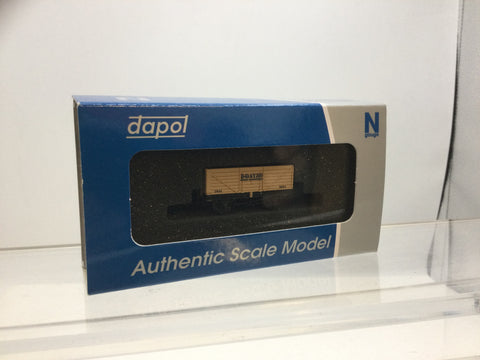 dapol
N
gauge
Authentic Scale Model